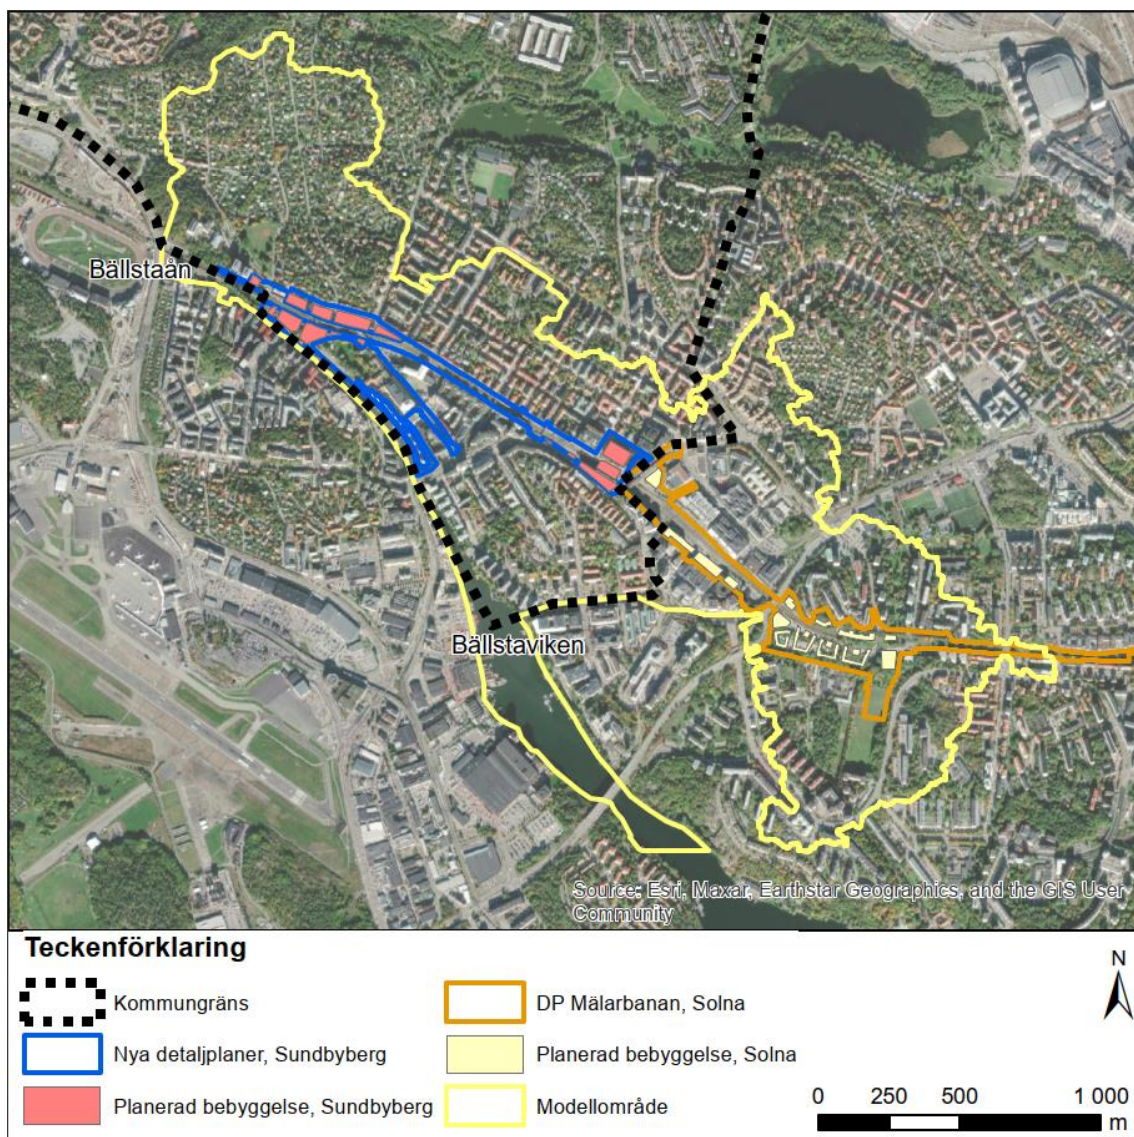 Bällstaån
Bällstaviken
Source: Esri, Maxar, Earthstar Geographics, and the GIS User
Community
Teckenförklaring
Kommungräns
Nya detaljplaner, Sundbyberg
Planerad bebyggelse, Sundbyberg
DP Mälarbanan, Solna
Planerad bebyggelse, Solna
Modellområde
N
0 250 500 1 000
m